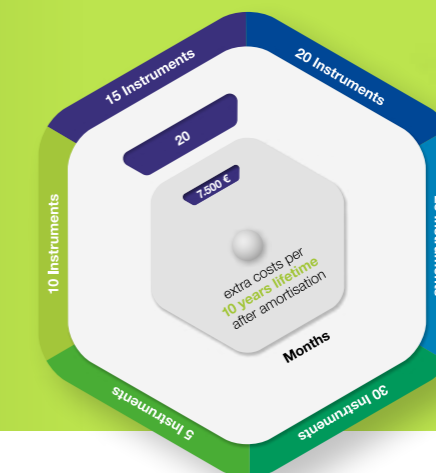 15 Instruments
20 Instruments
10 Instruments
20
7.500 €
extra costs per
10 years lifetime
after amortisation
Months
5 Instruments
30 Instruments